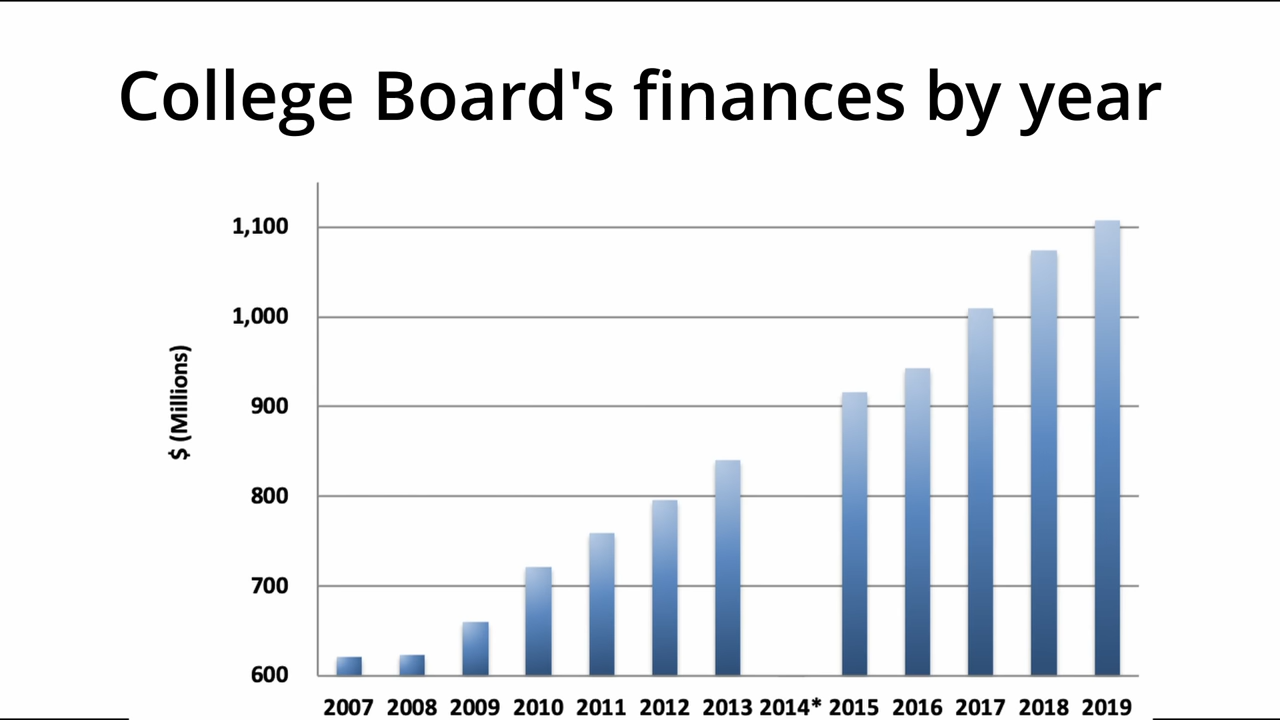 College Board's finances by year
$ (Millions)
1,100
1,000
900
800
700
600
2007 2008 2009 2010 2011 2012 2013 2014* 2015 2016 2017 2018 2019